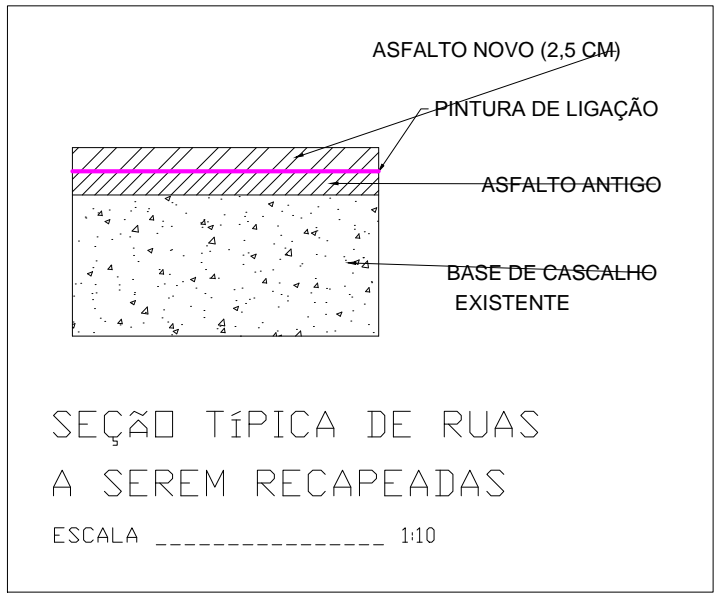 ASFALTO NOVO (2,5 CM)
PINTURA DE LIGAÇÃO
ASFALTO ANTIGO
BASE DE CASCALHO
EXISTENTE
SEÇÃO TíPICA DE RUAS
A SEREM RECAPEADAS
ESCALA ________________ 1:10